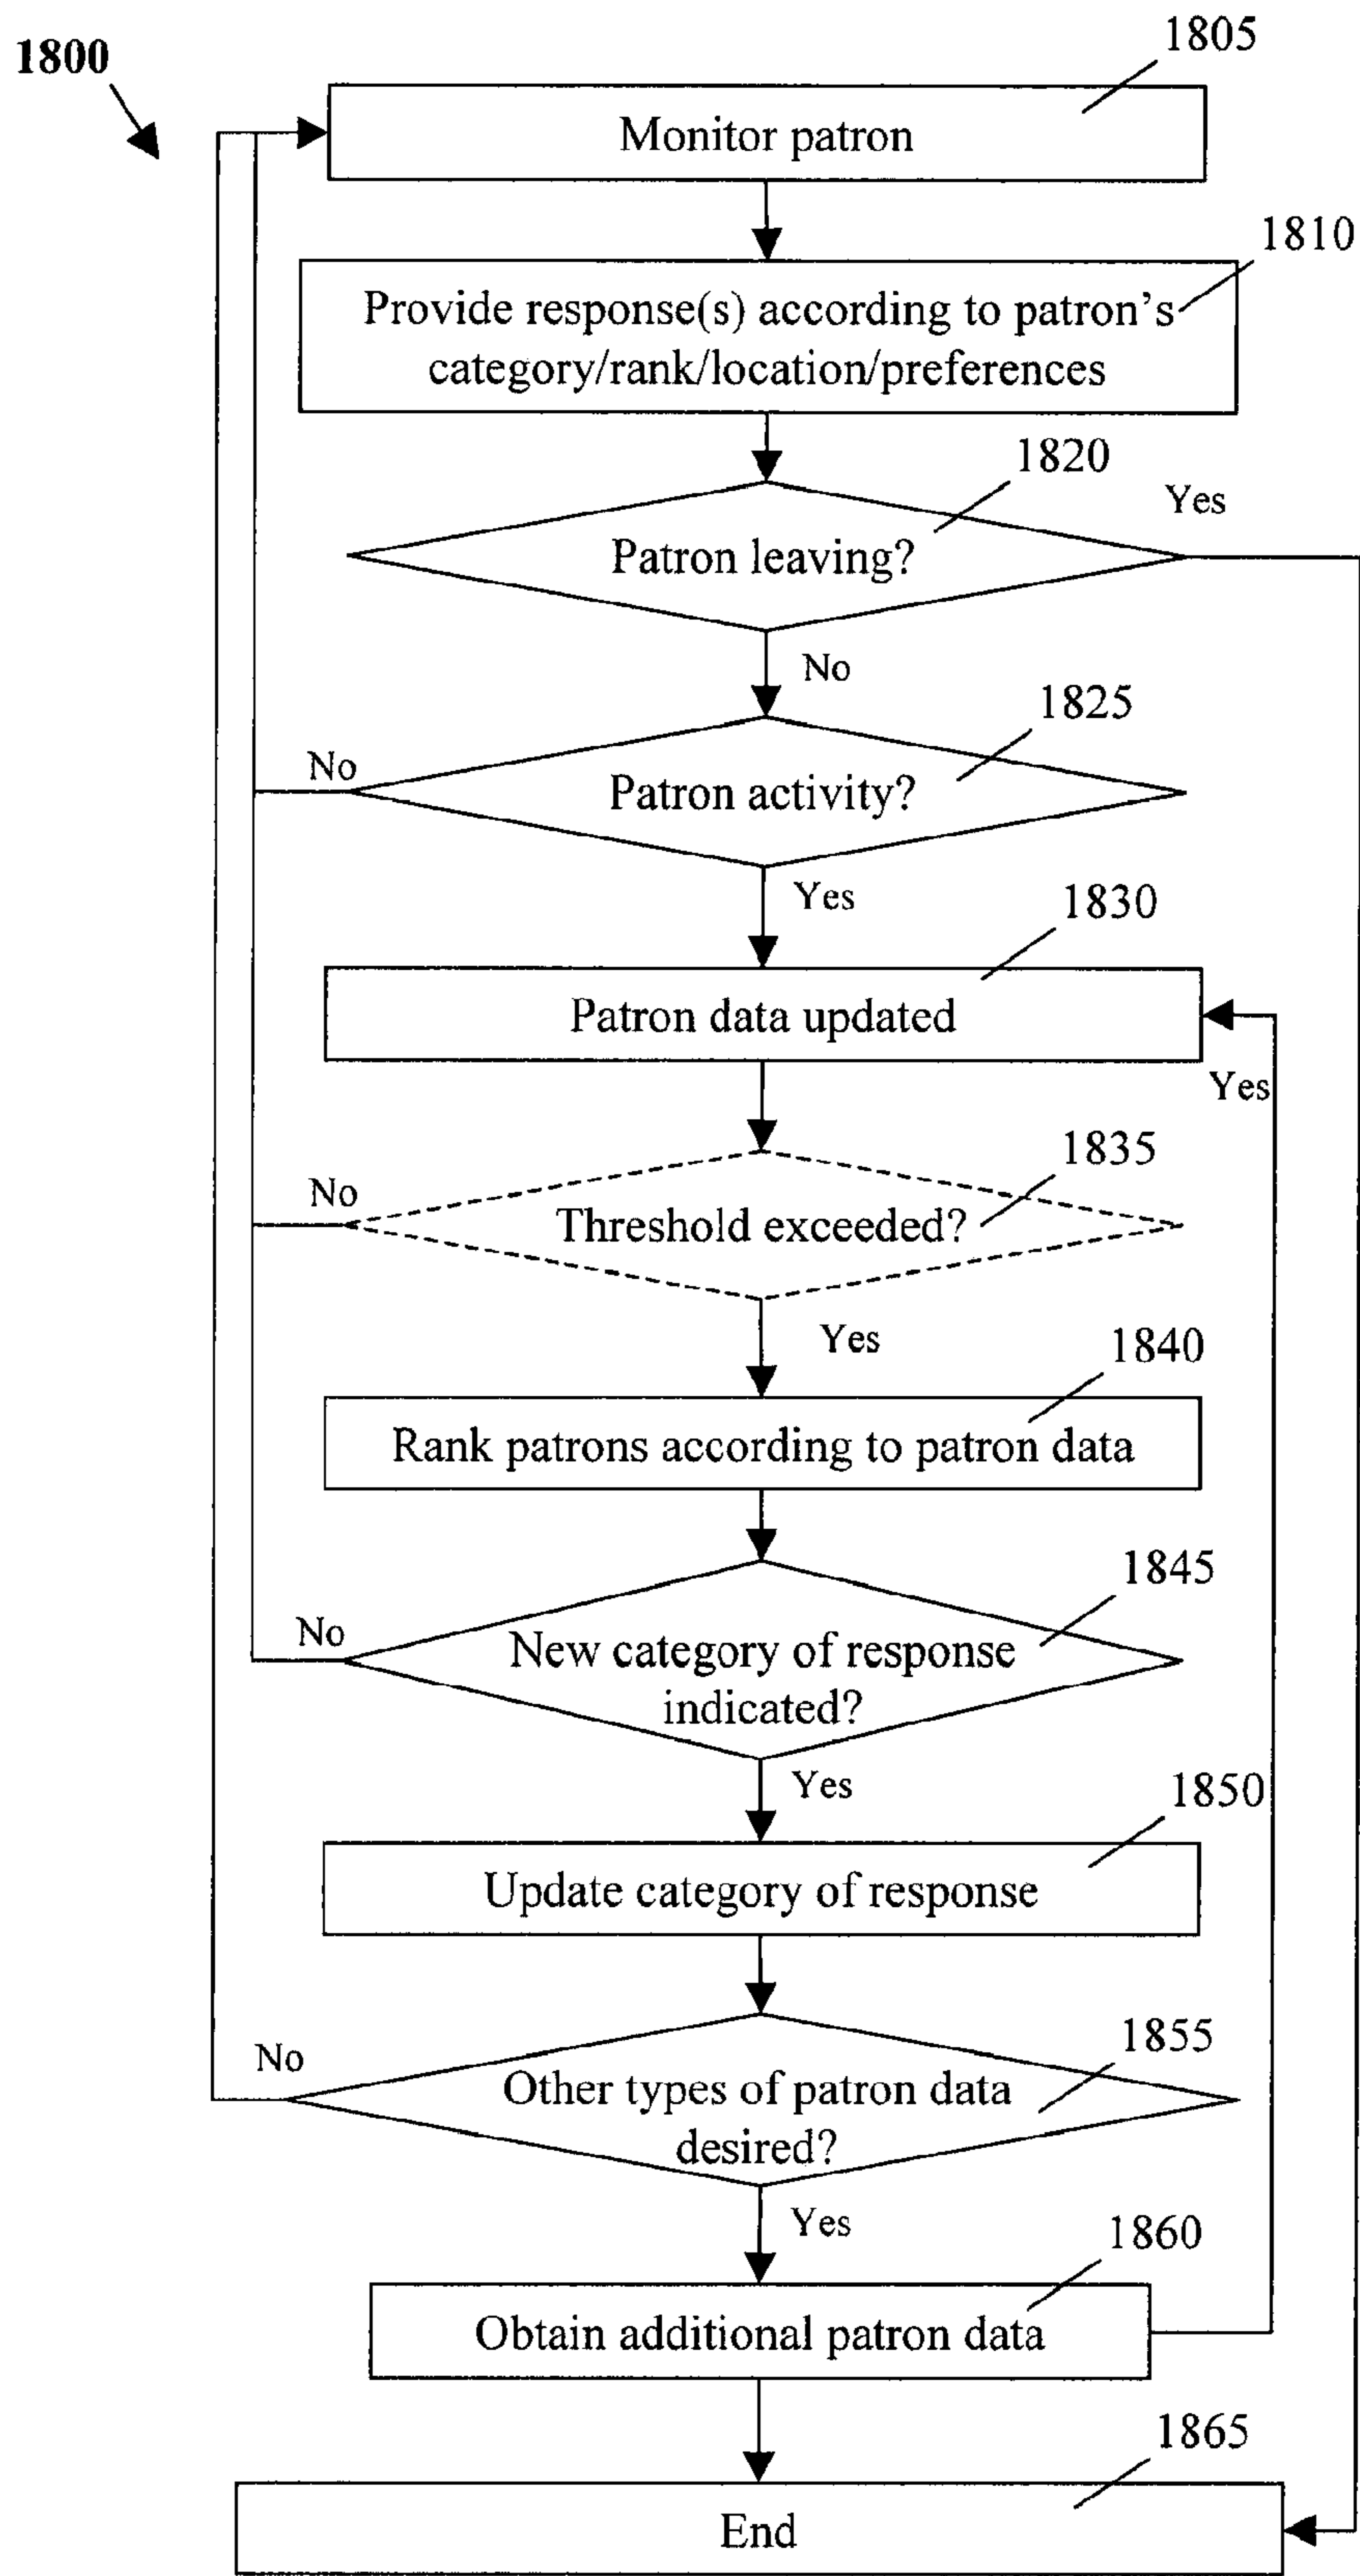 1800
1805
Monitor patron
1810
Provide response(s) according to patron's
category/rank/location/preferences
1820
Yes
Patron leaving?
No
1825
No
Patron activity?
Yes
1830
Patron data updated
Yes
1835
No
Threshold exceeded?
Yes
1840
Rank patrons according to patron data
1845
No
New category of response
indicated?
Yes
1850
Update category of response
1855
No
Other types of patron data
desired?
Yes
1860
Obtain additional patron data
1865
End